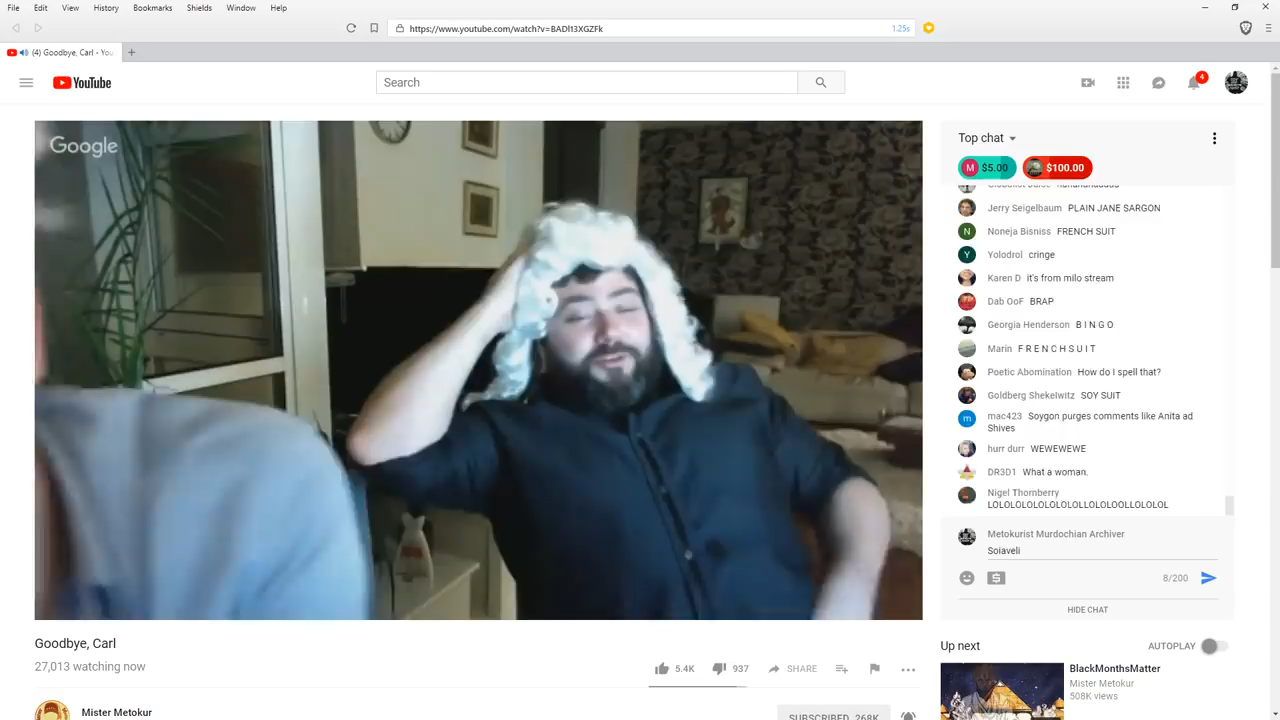 File Edit View History Bookmarks Shields Window Help
https://www.youtube.com/watch?v=BADl13XGZFk 1.25s
(4) Goodbye, Carl - You
YouTube
Search
4
Google
Top chat
M $5.00 $100.00
Jerry Seigelbaum PLAIN JANE SARGON
N Noneja Bisniss FRENCH SUIT
Y Yolodrol cringe
Karen D it's from milo stream
Dab OoF BRAP
Georgia Henderson B I N G O
Marin F R E N C H S U I T
Poetic Abomination How do I spell that?
Goldberg Shekelwitz SOY SUIT
m mac423 Soygon purges comments like Anita ad
Shives
hurr durr WEWEWEWE
DR3D1 What a woman.
Nigel Thornberry
LOLOLOLOLOLOLOLLOLOLOOLLOLOLOL
Metokurist Murdochian Archiver
Soiaveli
8/200
HIDE CHAT
Goodbye, Carl
27,013 watching now
5.4K 937 SHARE
Up next AUTOPLAY
BlackMonthsMatter
Mister Metokur
508K views
Mister Metokur
SUBSCRIBED 268K